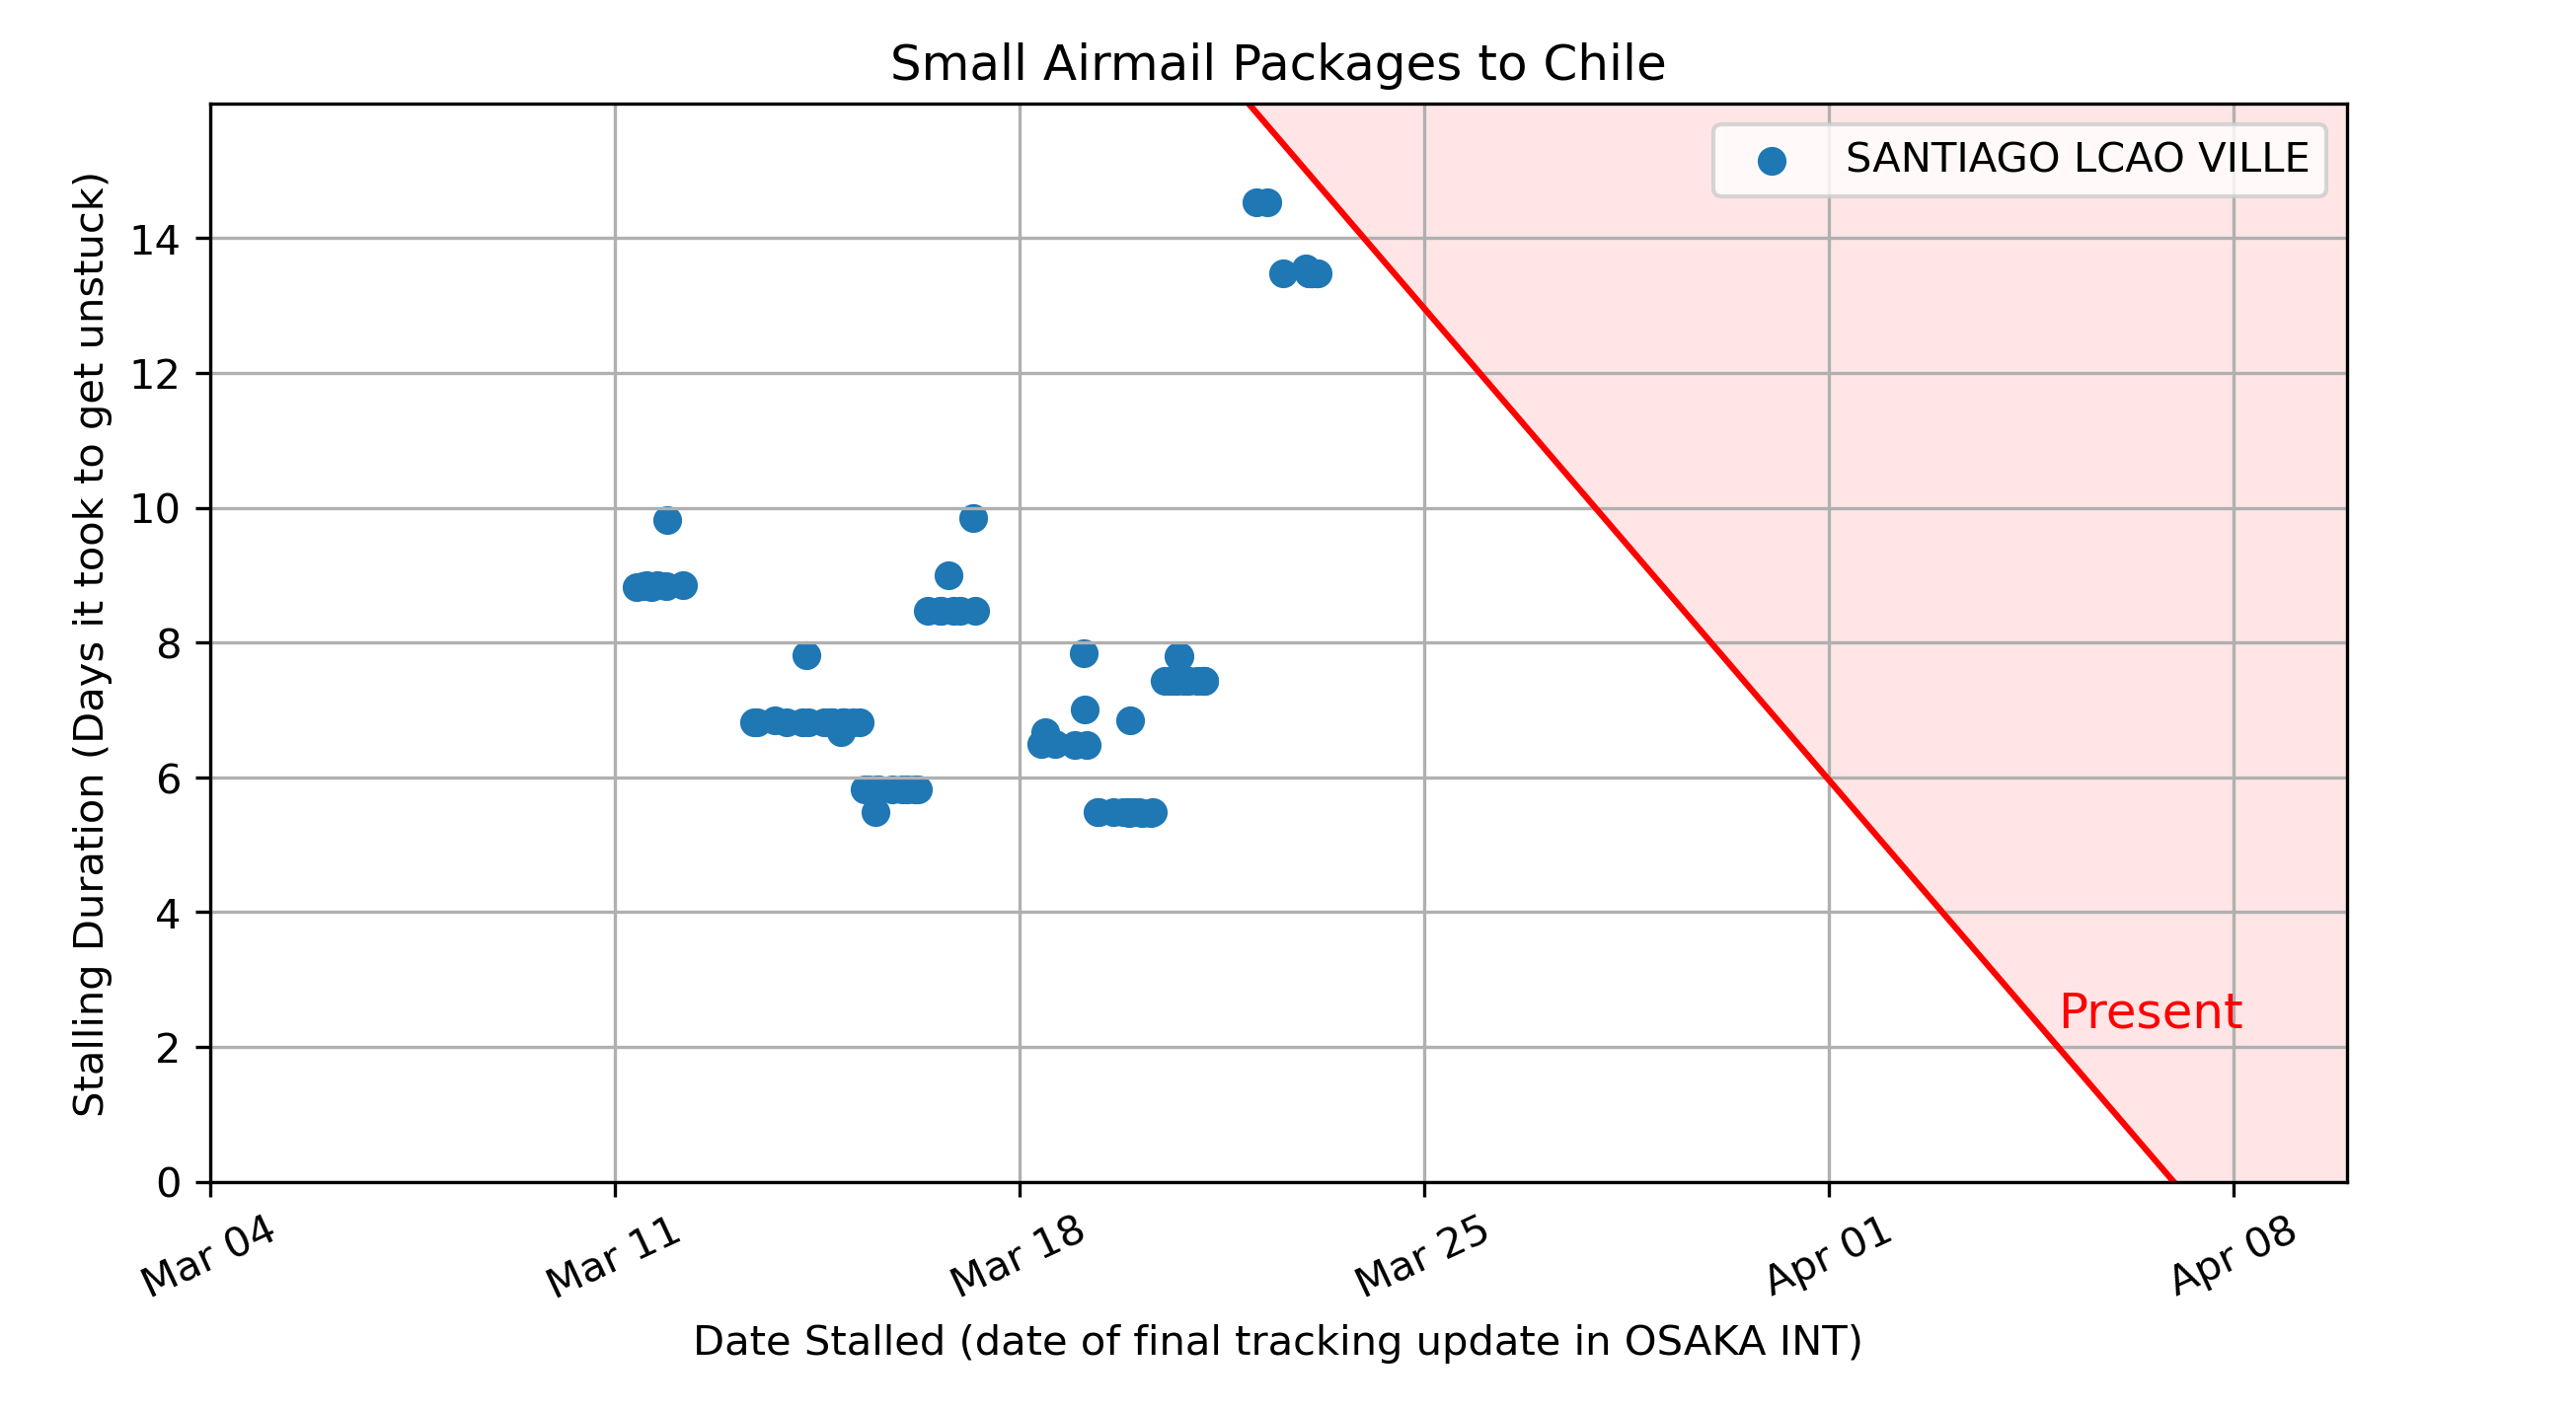 Small Airmail Packages to Chile
SANTIAGO LCAO VILLE
Stalling Duration (Days it took to get unstuck)
14
12
10
8
6
4
2
0
Present
Mar 04
Mar 11
Mar 18
Mar 25
Apr 01
Apr 08
Date Stalled (date of final tracking update in OSAKA INT)